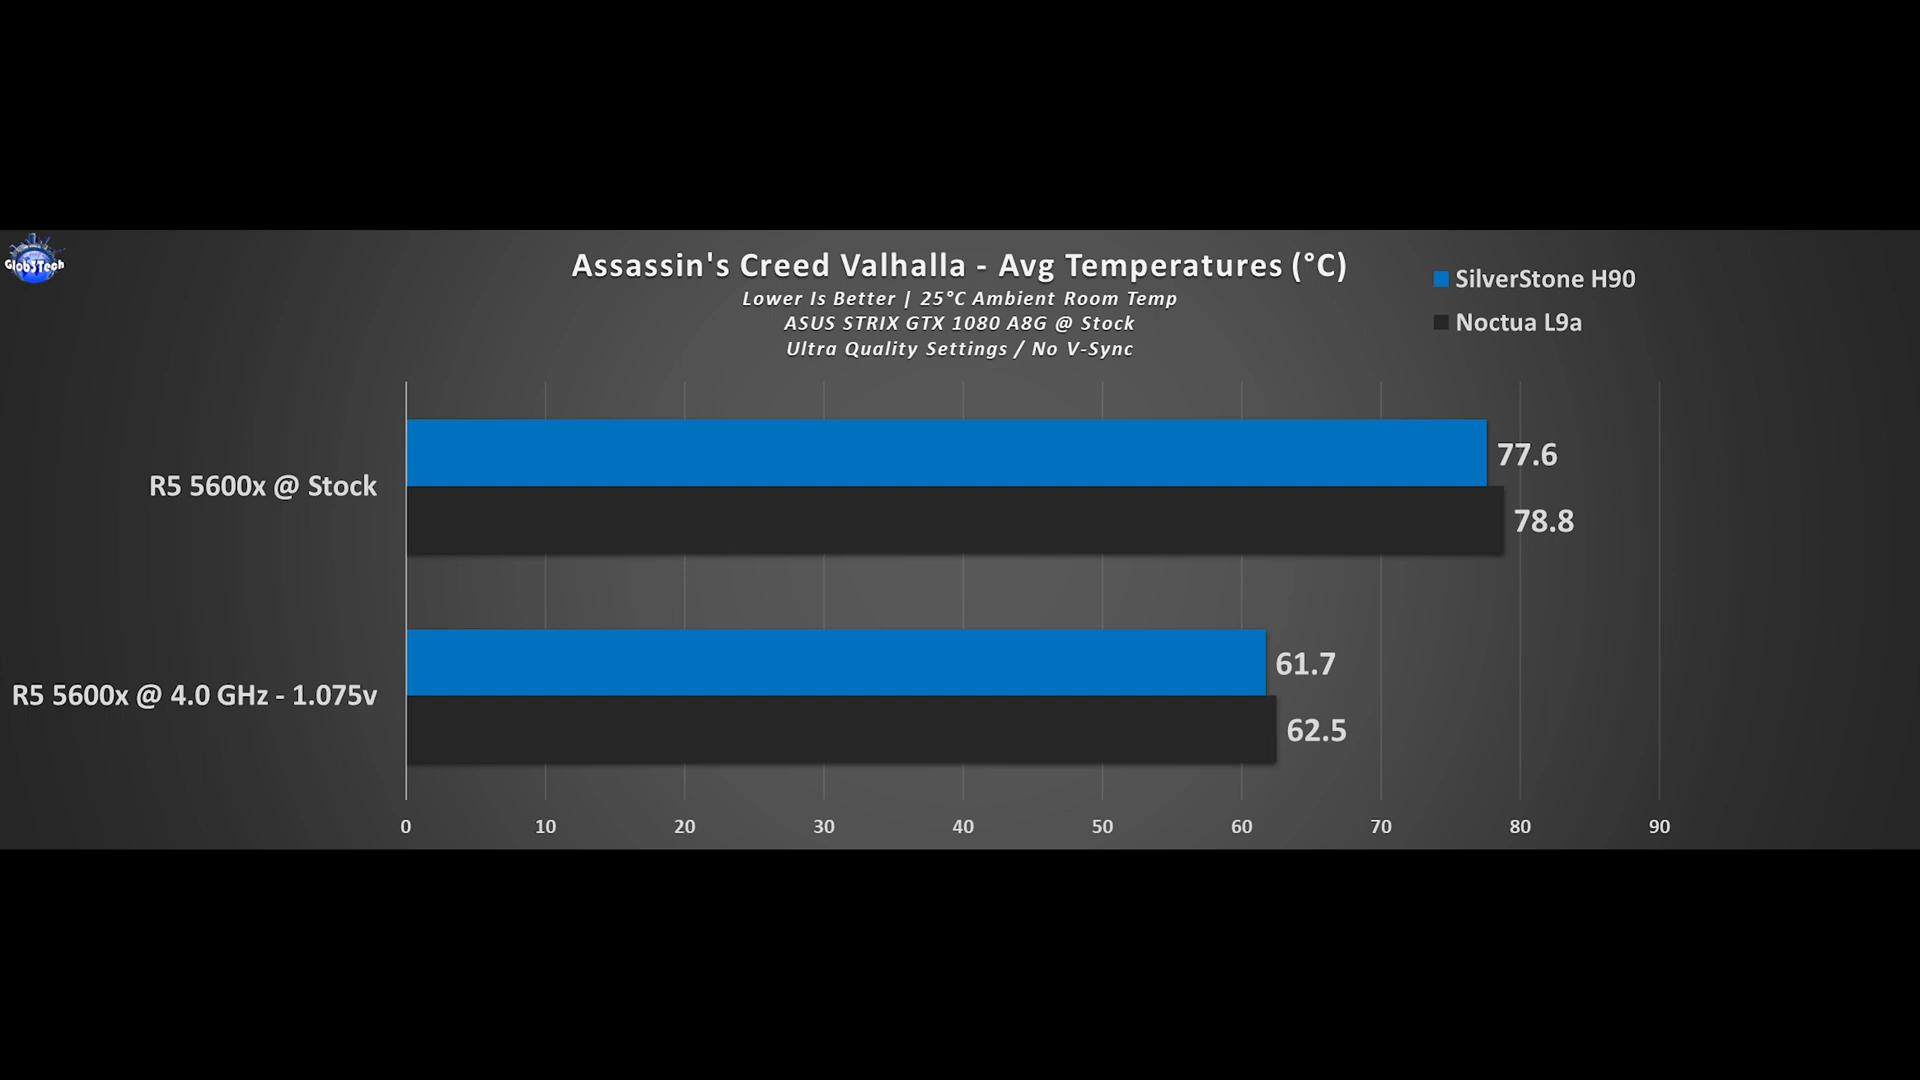 Glob3Tech
Assassin's Creed Valhalla - Avg Temperatures (°C)
Lower Is Better | 25°C Ambient Room Temp
ASUS STRIX GTX 1080 A8G @ Stock
Ultra Quality Settings / No V-Sync
SilverStone H90
Noctua L9a
R5 5600x @ Stock
77.6
78.8
R5 5600x @ 4.0 GHz - 1.075v
61.7
62.5
0 10 20 30 40 50 60 70 80 90